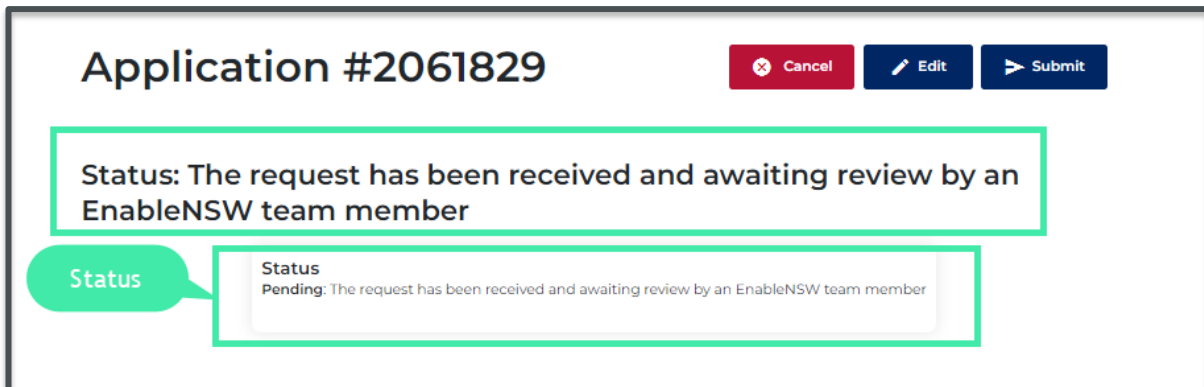 Application #2061829
Cancel
Edit
Submit
Status: The request has been received and awaiting review by an
EnableNSW team member
Status
Status
Pending: The request has been received and awaiting review by an EnableNSW team member